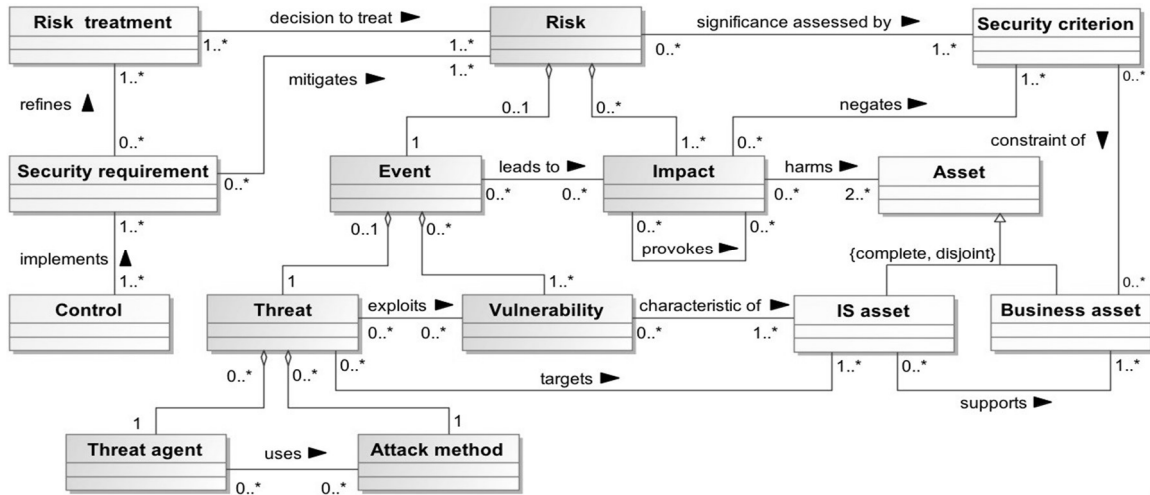 Risk treatment
decision to treat ►
Risk
significance assessed by ►
Security criterion
1..*
1..*
0..*
1..*
1..*
mitigates ►
1..*
1..*
0..*
refines ▲
0..1
0..*
negates ►
constraint of ▼
0..*
1
1..*
0..*
Security requirement
0..*
Event
leads to ►
Impact
harms ►
Asset
0..*
0..*
0..*
2..*
1..*
0..1
0..*
0..*
0..*
provokes ►
{complete, disjoint}
implements ▲
1..*
1
1..*
0..*
Control
Threat
exploits ►
Vulnerability
characteristic of ►
IS asset
Business asset
0..*
0..*
0..*
1..*
0..*
0..*
0..*
1..*
0..*
1..*
targets ►
supports ►
1
1
Threat agent
uses ►
Attack method
0..*
0..*